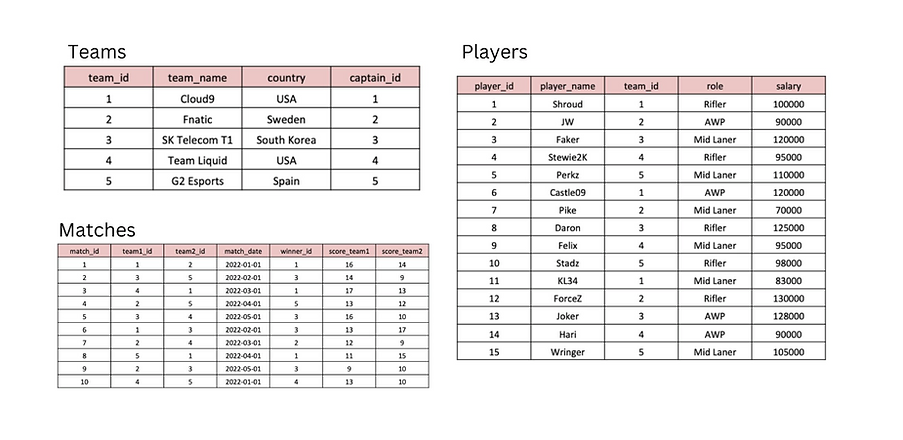 Teams
team_id team_name country captain_id
1 Cloud9 USA 1
2 Fnatic Sweden 2
3 SK Telecom T1 South Korea 3
4 Team Liquid USA 4
5 G2 Esports Spain 5
Matches
match_id team1_id team2_id match_date winner_id score_team1 score_team2
1 1 2 2022-01-01 1 16 14
2 3 5 2022-02-01 3 14 9
3 4 1 2022-03-01 1 17 13
4 2 5 2022-04-01 5 13 12
5 3 4 2022-05-01 3 16 10
6 1 3 2022-02-01 3 13 17
7 2 4 2022-03-01 2 12 9
8 5 1 2022-04-01 1 11 15
9 2 3 2022-05-01 3 9 10
10 4 5 2022-01-01 4 13 10
Players
player_id player_name team_id role salary
1 Shroud 1 Rifler 100000
2 JW 2 AWP 90000
3 Faker 3 Mid Laner 120000
4 Stewie2K 4 Rifler 95000
5 Perkz 5 Mid Laner 110000
6 Castle09 1 AWP 120000
7 Pike 2 Mid Laner 70000
8 Daron 3 Rifler 125000
9 Felix 4 Mid Laner 95000
10 Stadz 5 Rifler 98000
11 KL34 1 Mid Laner 83000
12 ForceZ 2 Rifler 130000
13 Joker 3 AWP 128000
14 Hari 4 AWP 90000
15 Wringer 5 Mid Laner 105000